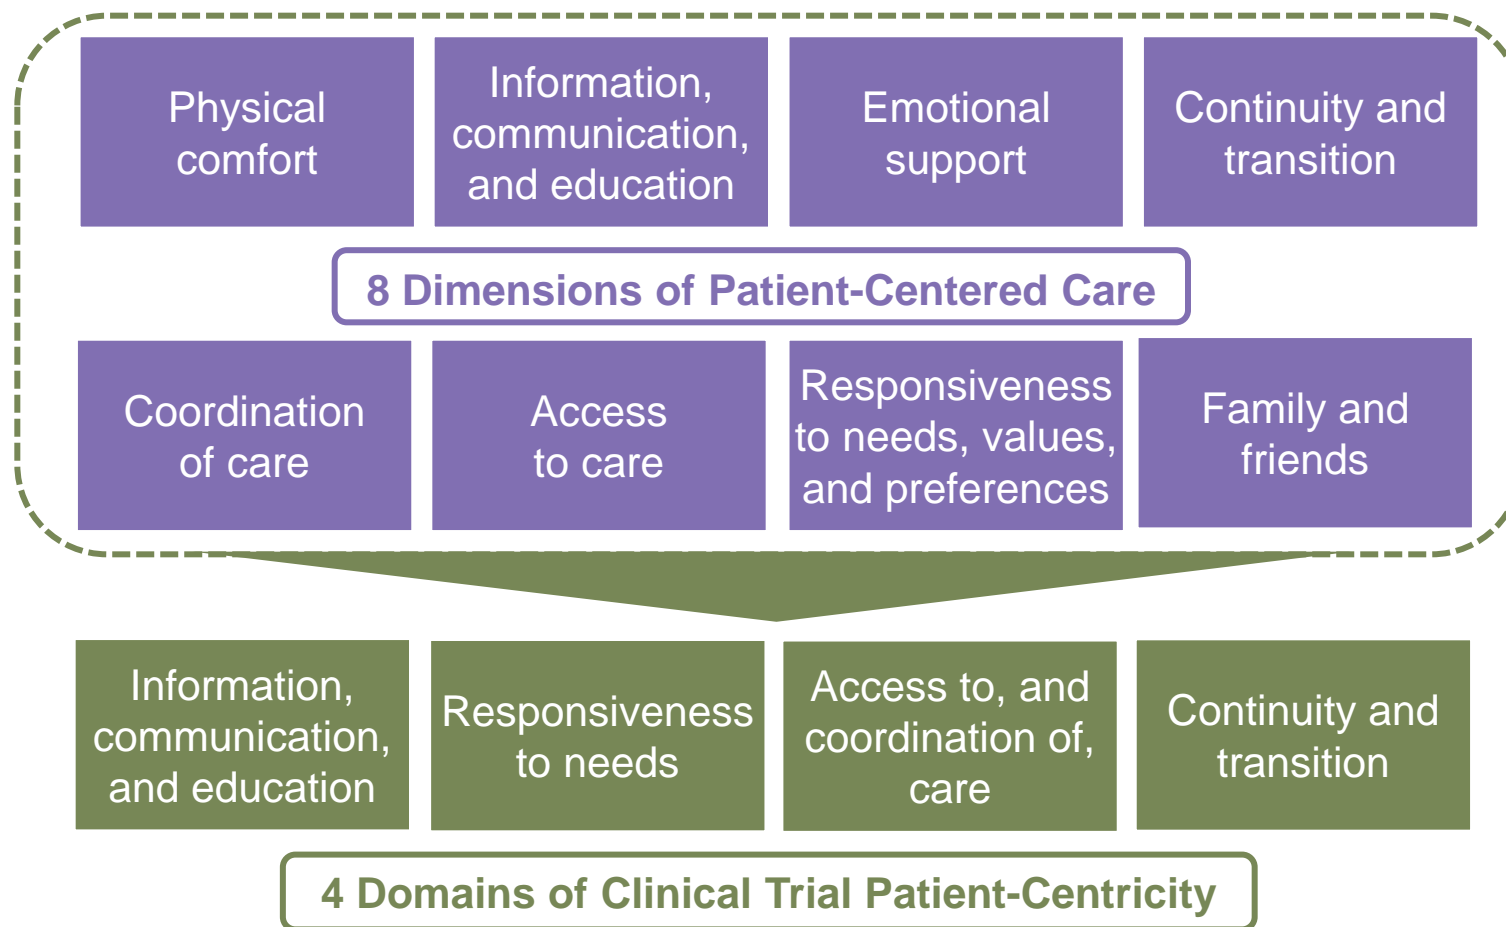 Physical
comfort
Information,
communication,
and education
Emotional
support
Continuity and
transition
8 Dimensions of Patient-Centered Care
Coordination
of care
Access
to care
Responsiveness
to needs, values,
and preferences
Family and
friends
Information,
communication,
and education
Responsiveness
to needs
Access to, and
coordination of,
care
Continuity and
transition
4 Domains of Clinical Trial Patient-Centricity